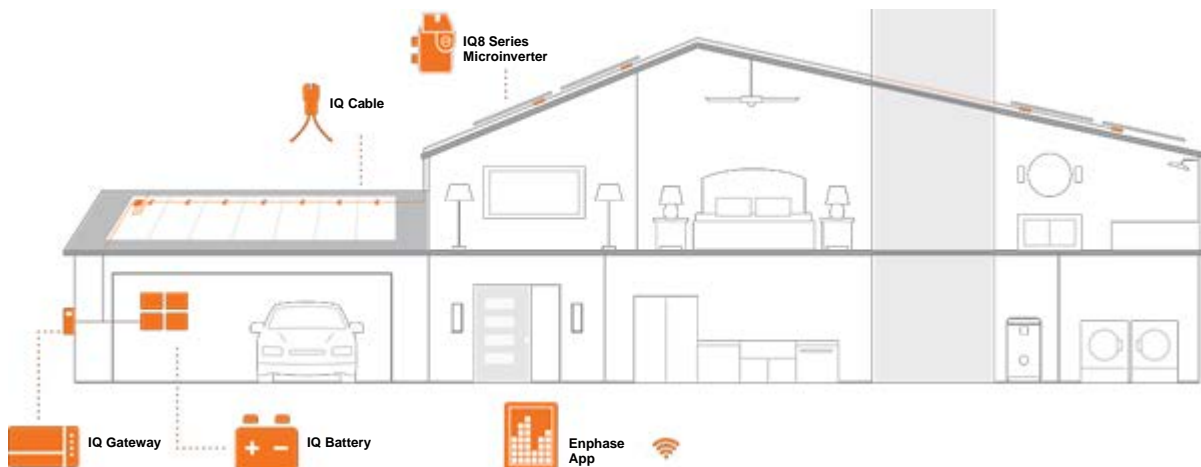 IQ8 Series
Microinverter
IQ Cable
IQ Gateway
IQ Battery
Enphase
App